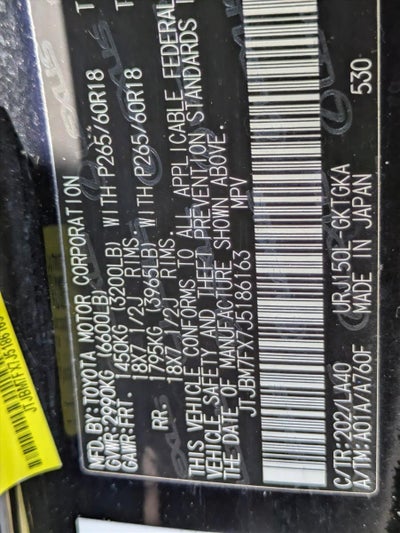 MFD.BY:TOYOTA MOTOR CORPORATION
GVWR:2990KG (6600LB)
GAWR:FRT. 1450KG (3200LB) WITH P265/60R18
18X7 1/2J RIMS
RR. 1795KG (3965LB) WITH P265/60R18
18X7 1/2J RIMS
THIS VEHICLE CONFORMS TO ALL APPLICABLE FEDERAL
VEHICLE SAFETY AND THEFT PREVENTION STANDARDS
DATE OF MANUFACTURE SHOWN ABOVE.
JTJBM7FX7J5186163 MPV
C/TR:202/LA40 URJ150L-GKTGKA
A/TM:A01A/A760F MADE IN JAPAN 530
JTJBM7FX7J5186163